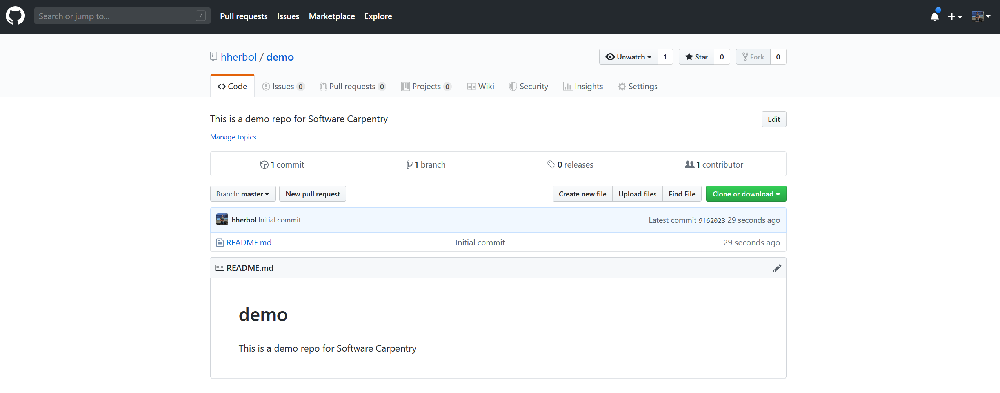 Search or jump to... / Pull requests Issues Marketplace Explore
hherbol / demo Unwatch 1 Star 0 Fork 0
Code Issues 0 Pull requests 0 Projects 0 Wiki Security Insights Settings
This is a demo repo for Software Carpentry Edit
Manage topics
1 commit 1 branch 0 releases 1 contributor
Branch: master New pull request Create new file Upload files Find File Clone or download
hherbol Initial commit Latest commit 9f62023 29 seconds ago
README.md Initial commit 29 seconds ago
README.md
demo
This is a demo repo for Software Carpentry